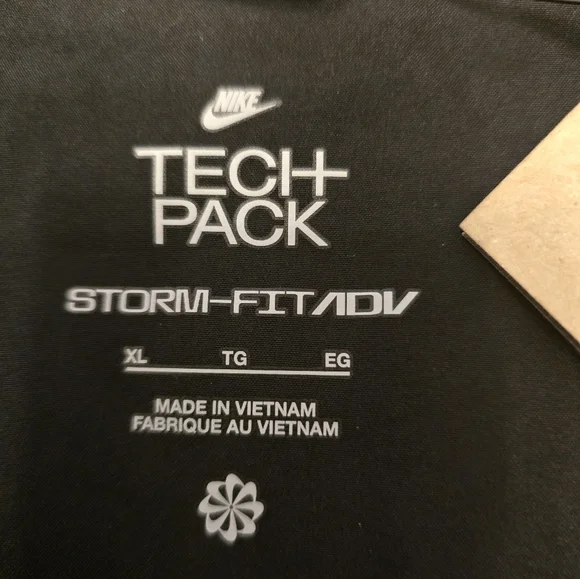 NIKE
TECH
PACK
STORM-FIT ADV
XL TG EG
MADE IN VIETNAM
FABRIQUE AU VIETNAM